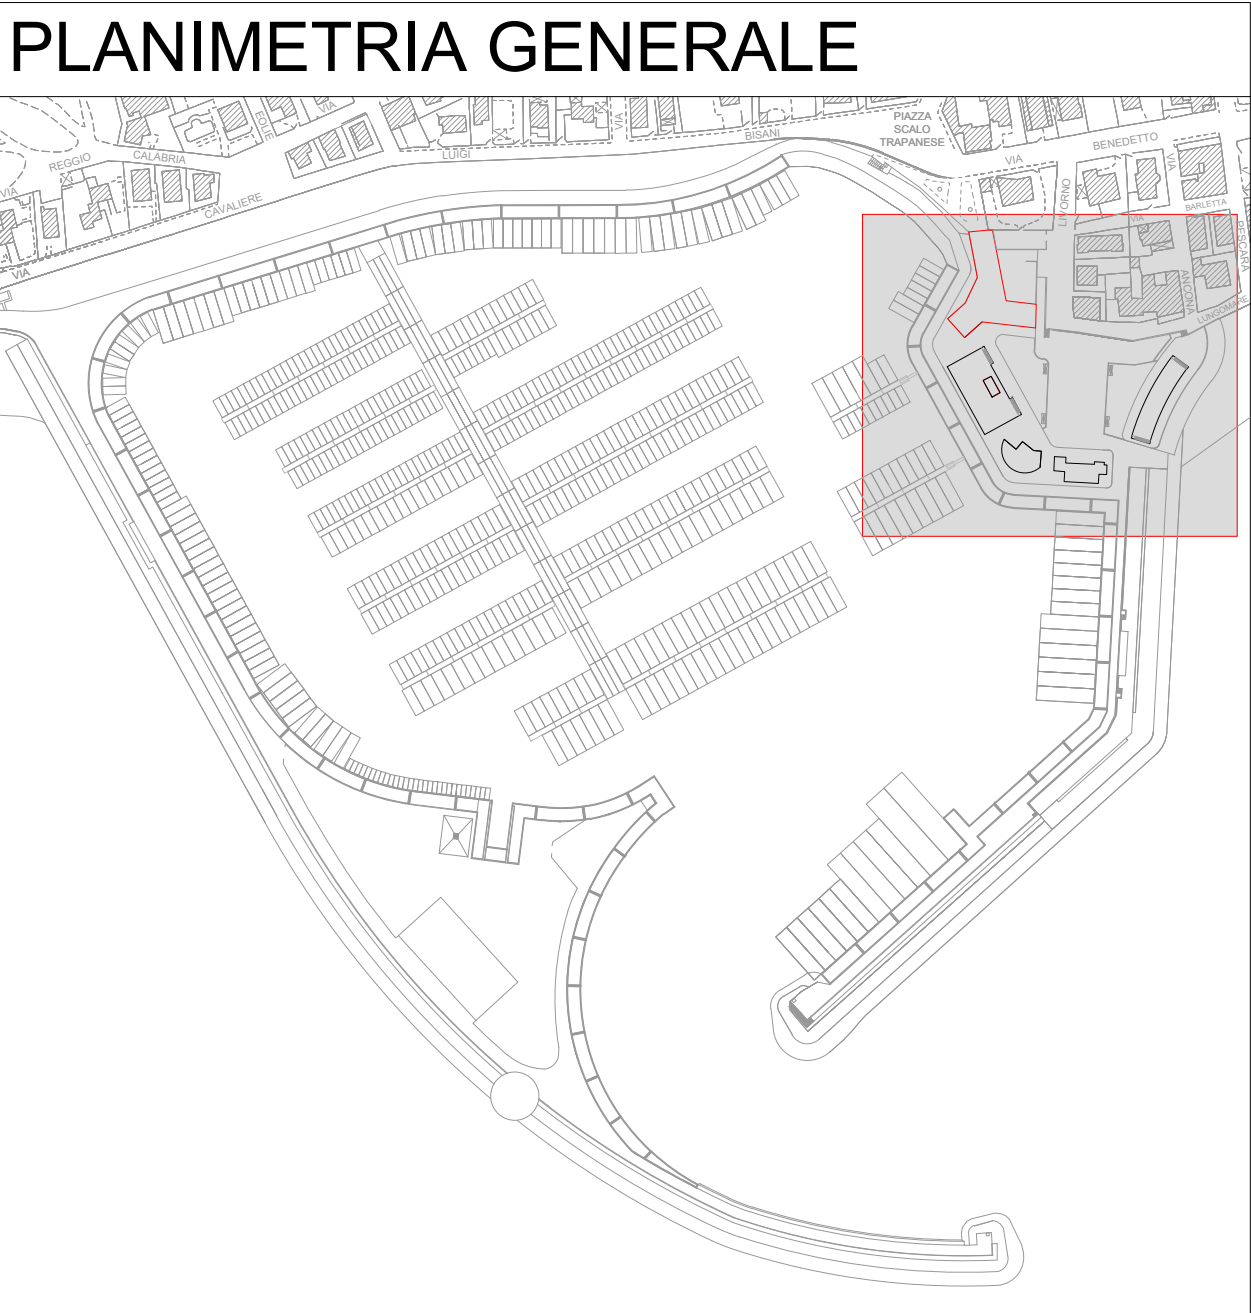 PLANIMETRIA GENERALE
VIA
EOLIE
VIA
PIAZZA
SCALO
TRAPANESE
BISANI
LUIGI
VIA
BENEDETTO
VIA
REGGIO
CALABRIA
VIA
CAVALIERE
VIA
LIVORNO
BARLETTA
VIA
PESCARA
ANCONA
LUNGOMARE